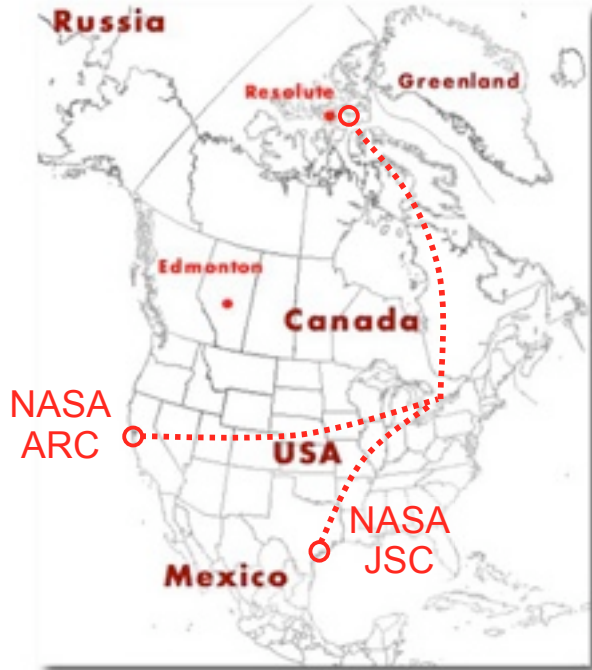 Russia
Greenland
Resolute
Edmonton
Canada
NASA
ARC
USA
NASA
JSC
Mexico